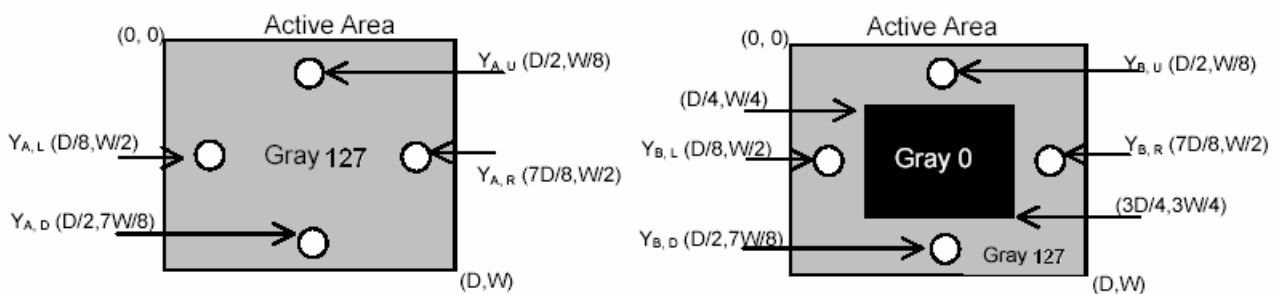 Active Area
(0, 0)
Y_A, U (D/2,W/8)
Y_A, L (D/8,W/2)
Gray 127
Y_A, R (7D/8,W/2)
Y_A, D (D/2,7W/8)
(D,W)
Active Area
(0, 0)
Y_B, U (D/2,W/8)
(D/4,W/4)
Y_B, L (D/8,W/2)
Gray 0
Y_B, R (7D/8,W/2)
(3D/4,3W/4)
Y_B, D (D/2,7W/8)
Gray 127
(D,W)